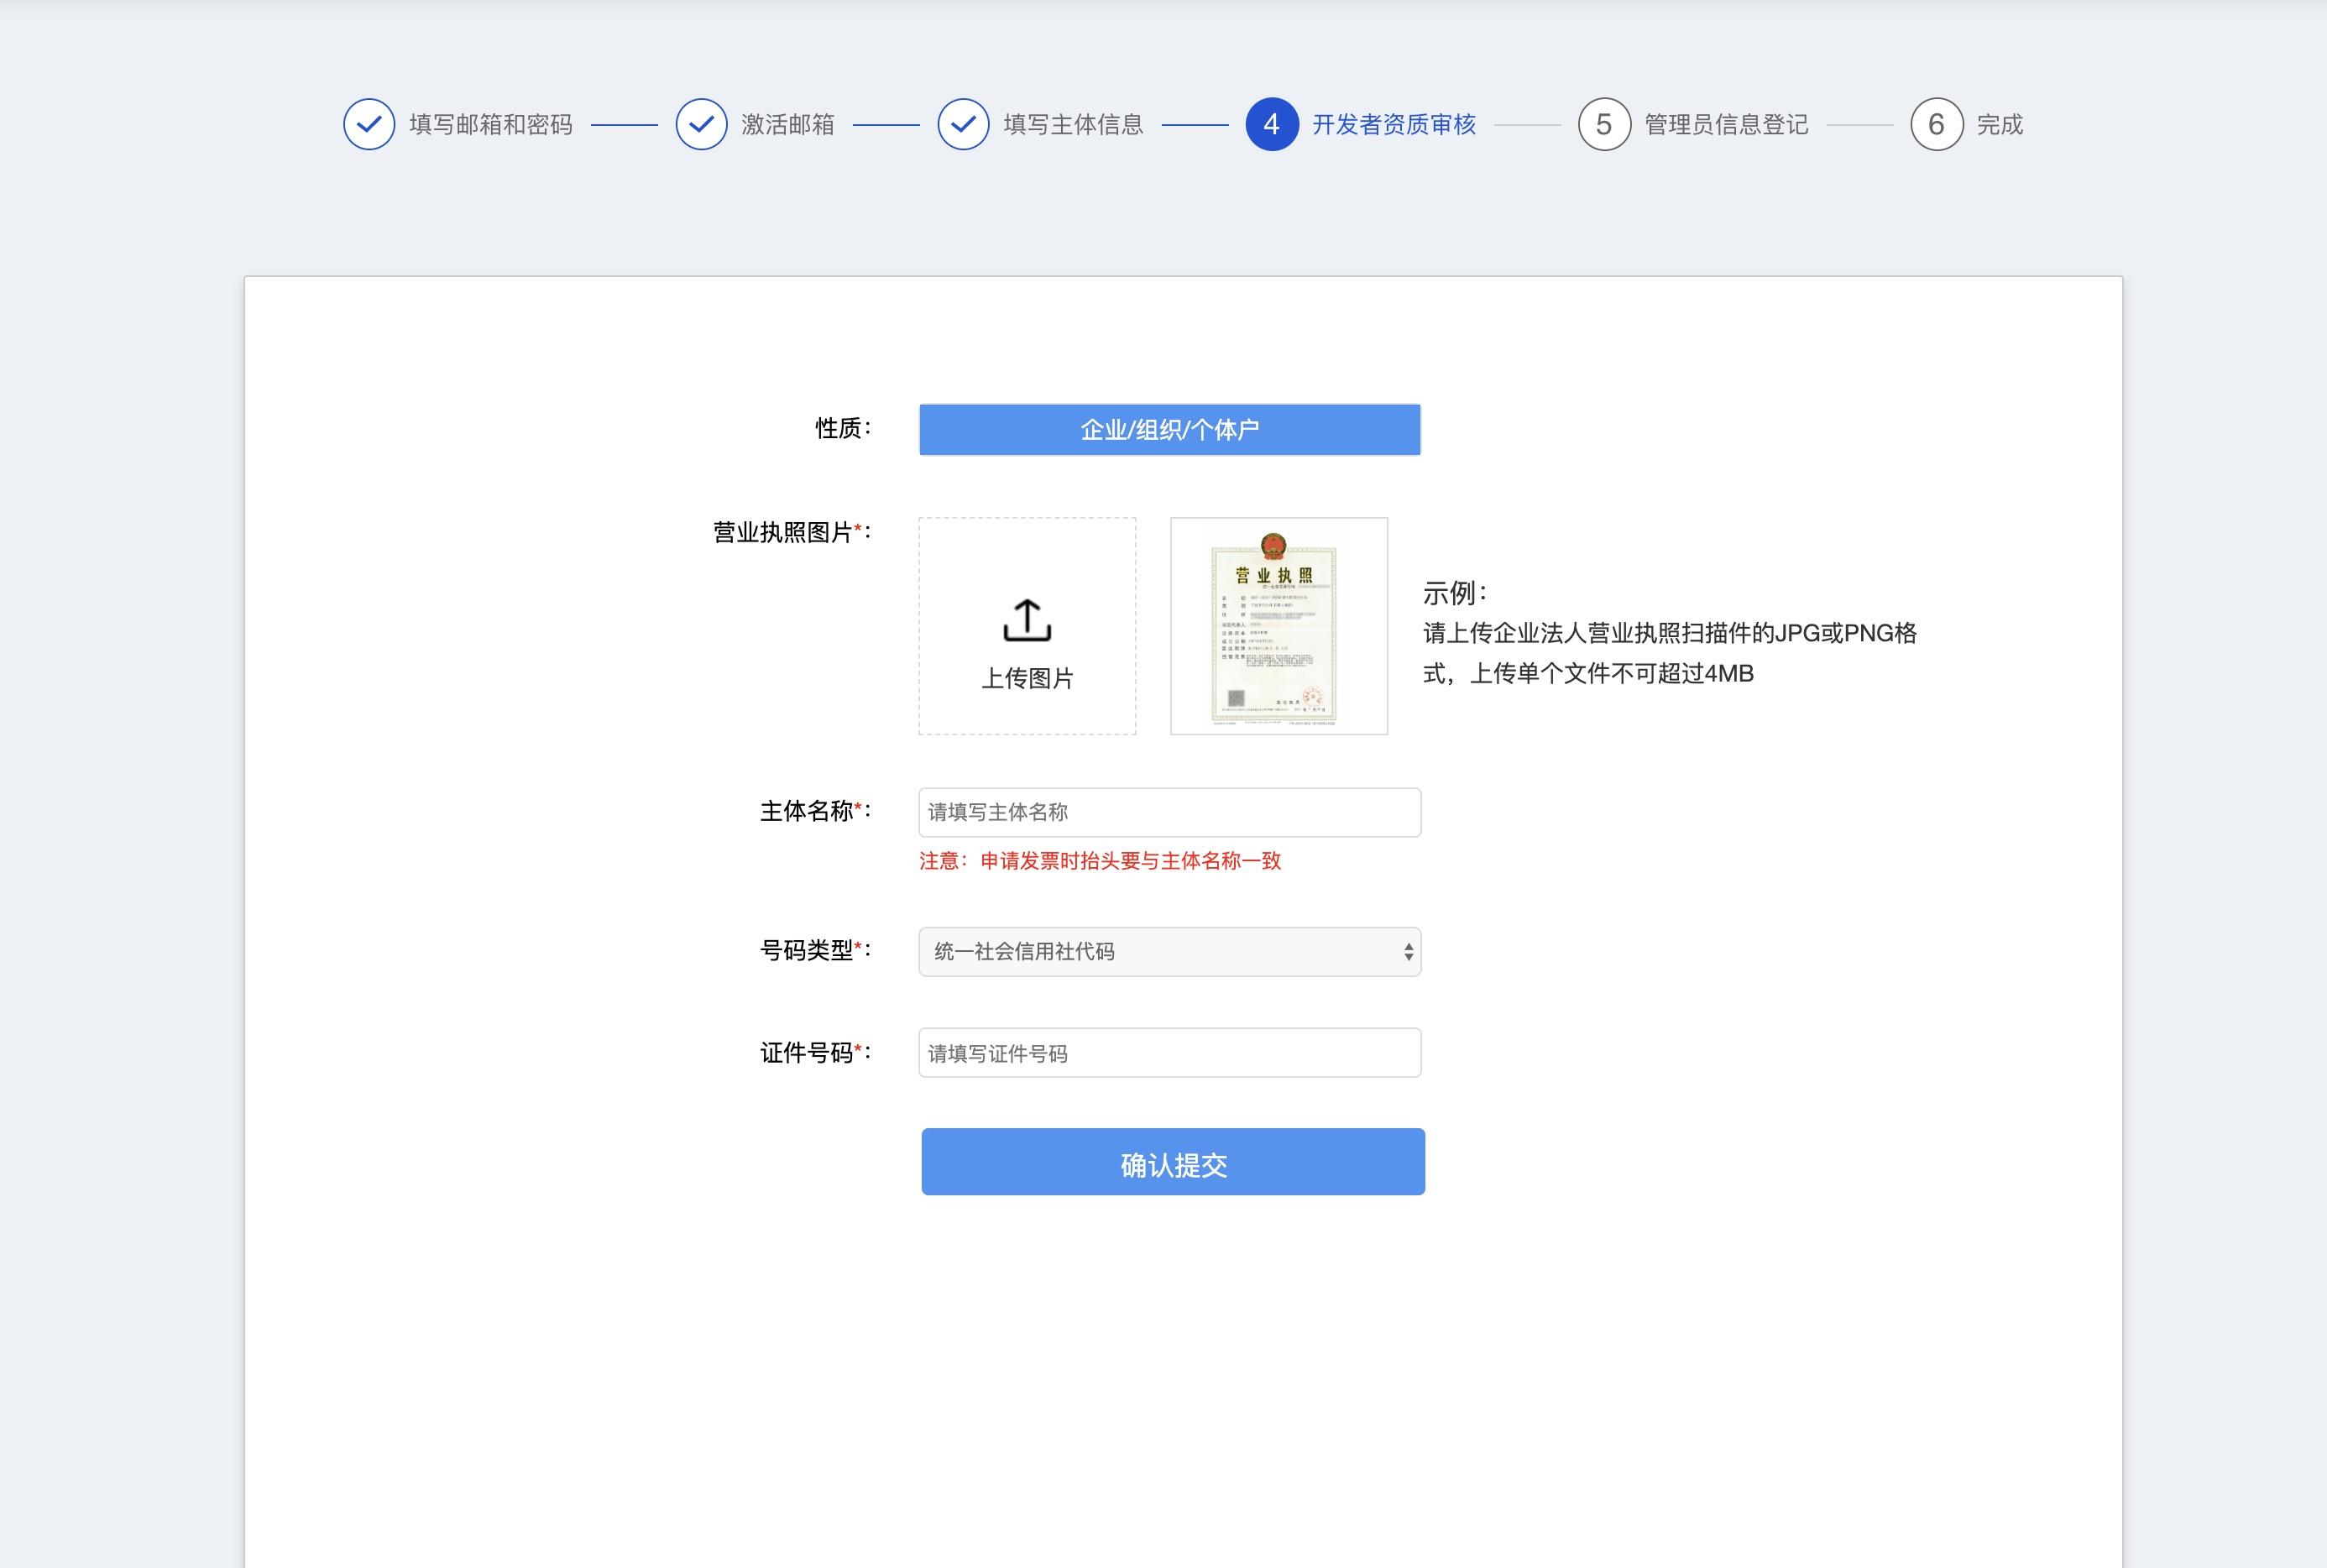 填写邮箱和密码
激活邮箱
填写主体信息
4 开发者资质审核
5 管理员信息登记
6 完成
性质：
企业/组织/个体户
营业执照图片*：
上传图片
营业执照
示例：
请上传企业法人营业执照扫描件的JPG或PNG格
式，上传单个文件不可超过4MB
主体名称*：
请填写主体名称
注意：申请发票时抬头要与主体名称一致
号码类型*：
统一社会信用社代码
证件号码*：
请填写证件号码
确认提交